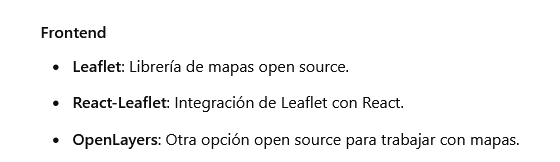 Frontend
• Leaflet: Librería de mapas open source.
• React-Leaflet: Integración de Leaflet con React.
• OpenLayers: Otra opción open source para trabajar con mapas.